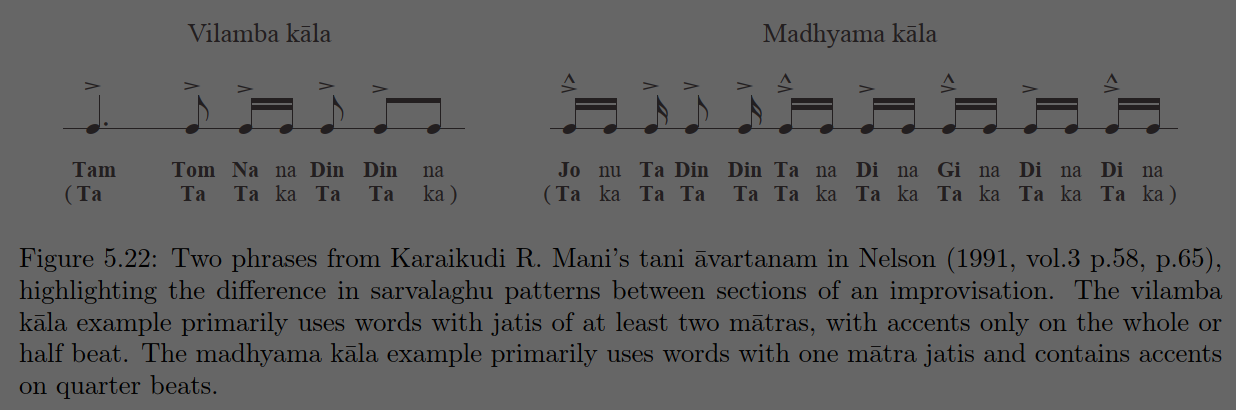 Vilamba kāla Madhyama kāla
Tam Tom Na na Din Din na Jo nu Ta Din Din Ta na Di na Gi na Di na Di na
( Ta Ta Ta ka Ta Ta ka ) ( Ta ka Ta Ta Ta Ta ka Ta ka Ta ka Ta ka Ta ka )
Figure 5.22: Two phrases from Karaikudi R. Mani's tani āvartanam in Nelson (1991, vol.3 p.58, p.65),
highlighting the difference in sarvalaghu patterns between sections of an improvisation. The vilamba
kāla example primarily uses words with jatis of at least two mātras, with accents only on the whole or
half beat. The madhyama kāla example primarily uses words with one mātra jatis and contains accents
on quarter beats.